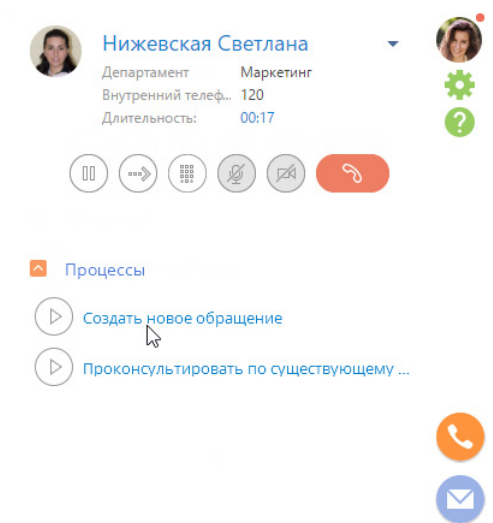 Нижевская Светлана
Департамент Маркетинг
Внутренний телеф... 120
Длительность: 00:17
Процессы
Создать новое обращение
Проконсультировать по существующему ...